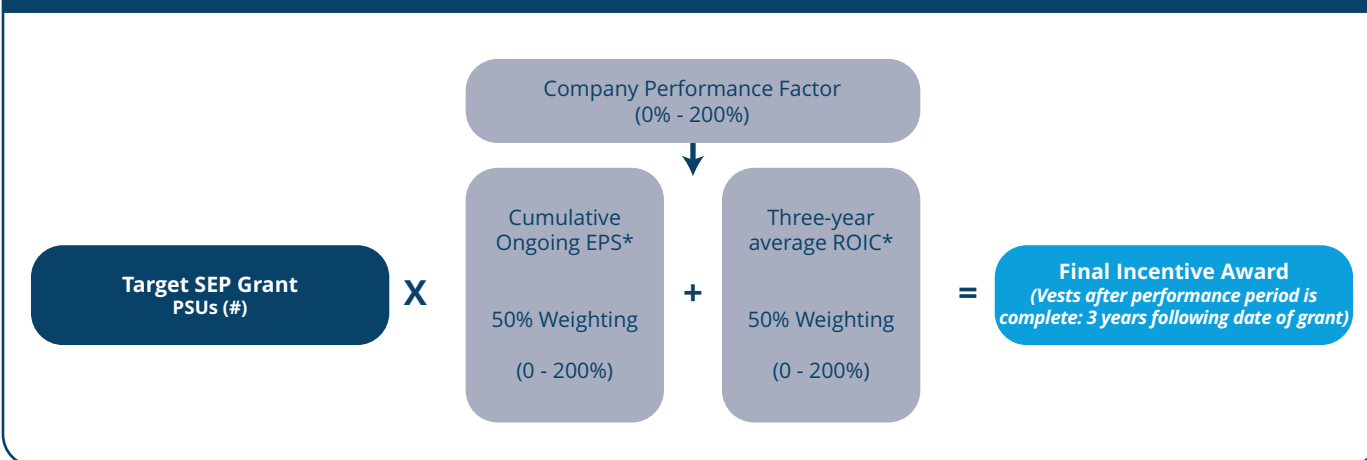 Company Performance Factor
(0% - 200%)
Target SEP Grant
PSUs (#)
X
Cumulative
Ongoing EPS*
50% Weighting
(0 - 200%)
+
Three-year
average ROIC*
50% Weighting
(0 - 200%)
=
Final Incentive Award
(Vests after performance period is
complete: 3 years following date of grant)